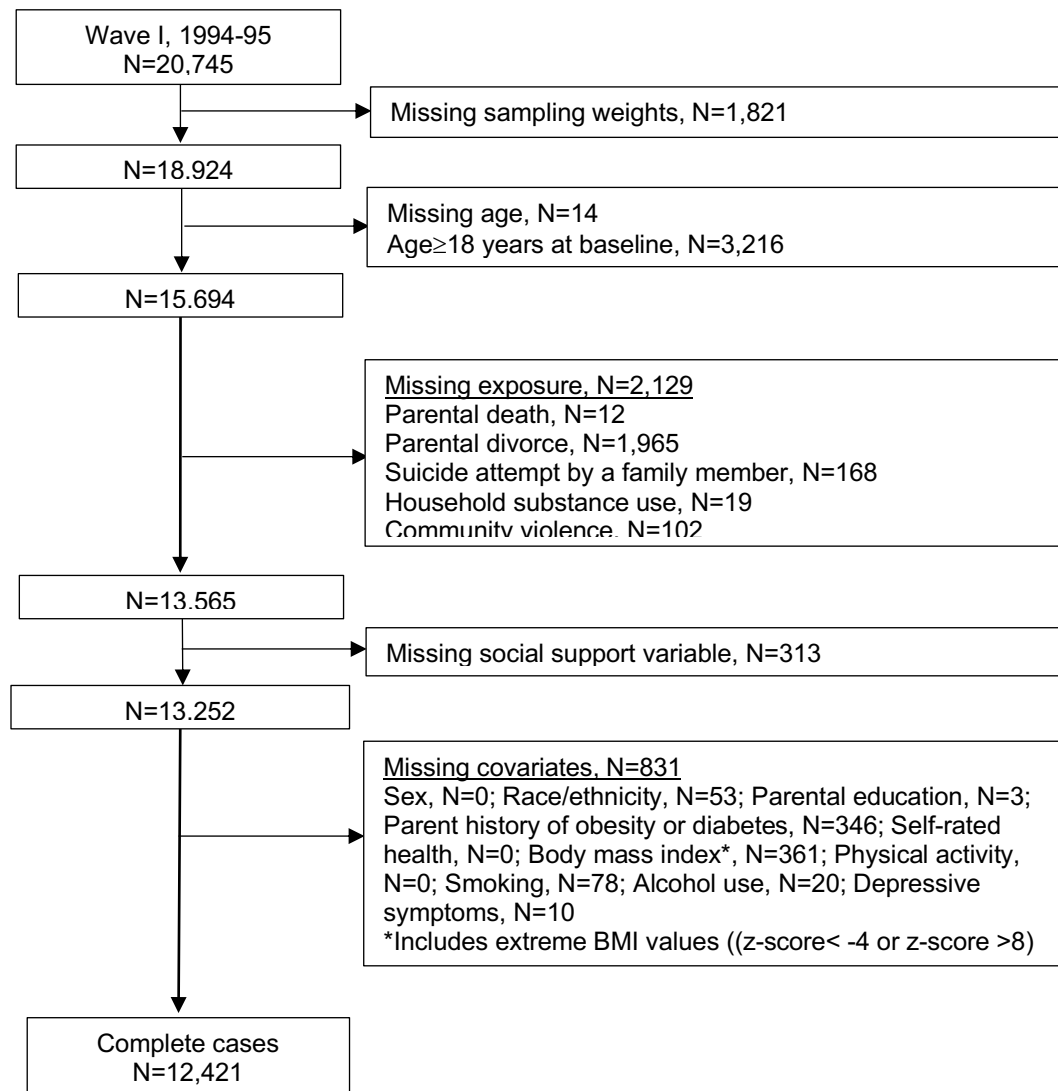 Wave I, 1994-95
N=20,745
Missing sampling weights, N=1,821
N=18.924
Missing age, N=14
Age≥18 years at baseline, N=3,216
N=15.694
Missing exposure, N=2,129
Parental death, N=12
Parental divorce, N=1,965
Suicide attempt by a family member, N=168
Household substance use, N=19
Community violence. N=102
N=13.565
Missing social support variable, N=313
N=13.252
Missing covariates, N=831
Sex, N=0; Race/ethnicity, N=53; Parental education, N=3;
Parent history of obesity or diabetes, N=346; Self-rated
health, N=0; Body mass index*, N=361; Physical activity,
N=0; Smoking, N=78; Alcohol use, N=20; Depressive
symptoms, N=10
*Includes extreme BMI values ((z-score< -4 or z-score >8)
Complete cases
N=12,421